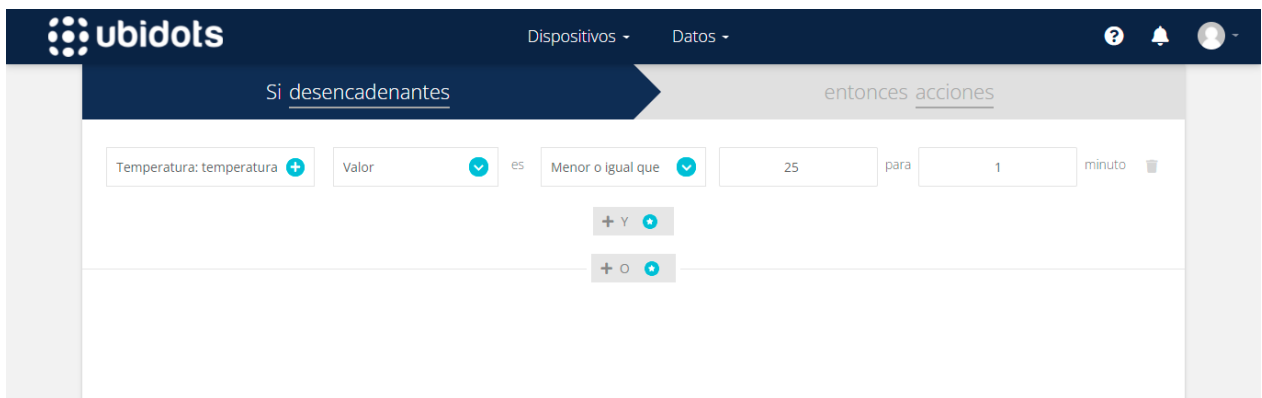 ubidots Dispositivos Datos
Si desencadenantes entonces acciones
Temperatura: temperatura Valor es Menor o igual que 25 para 1 minuto
+ Y
+ O